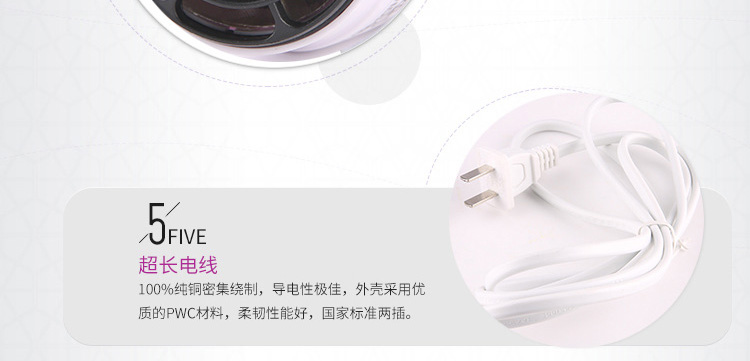 5 FIVE
超长电线
100%纯铜密集绕制，导电性极佳，外壳采用优
质的PWC材料，柔韧性能好，国家标准两插。